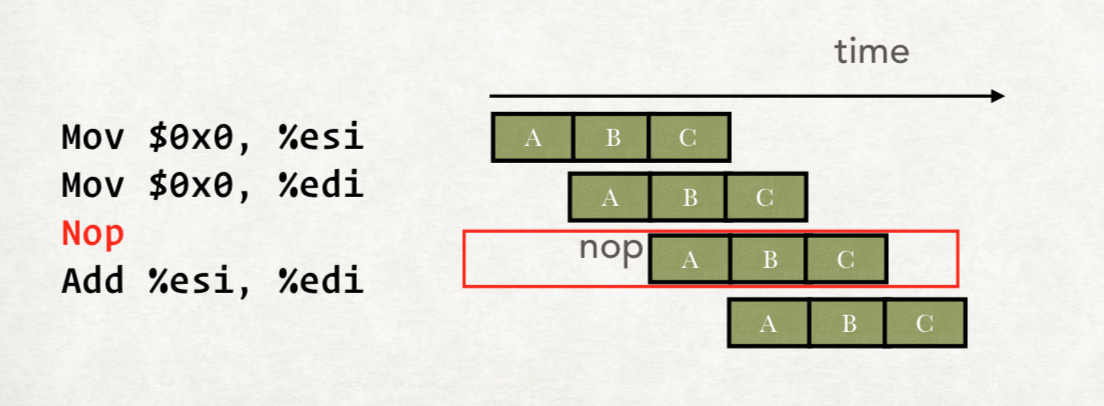 time
Mov $0x0, %esi
Mov $0x0, %edi
Nop
Add %esi, %edi
A B C
A B C
nop A B C
A B C